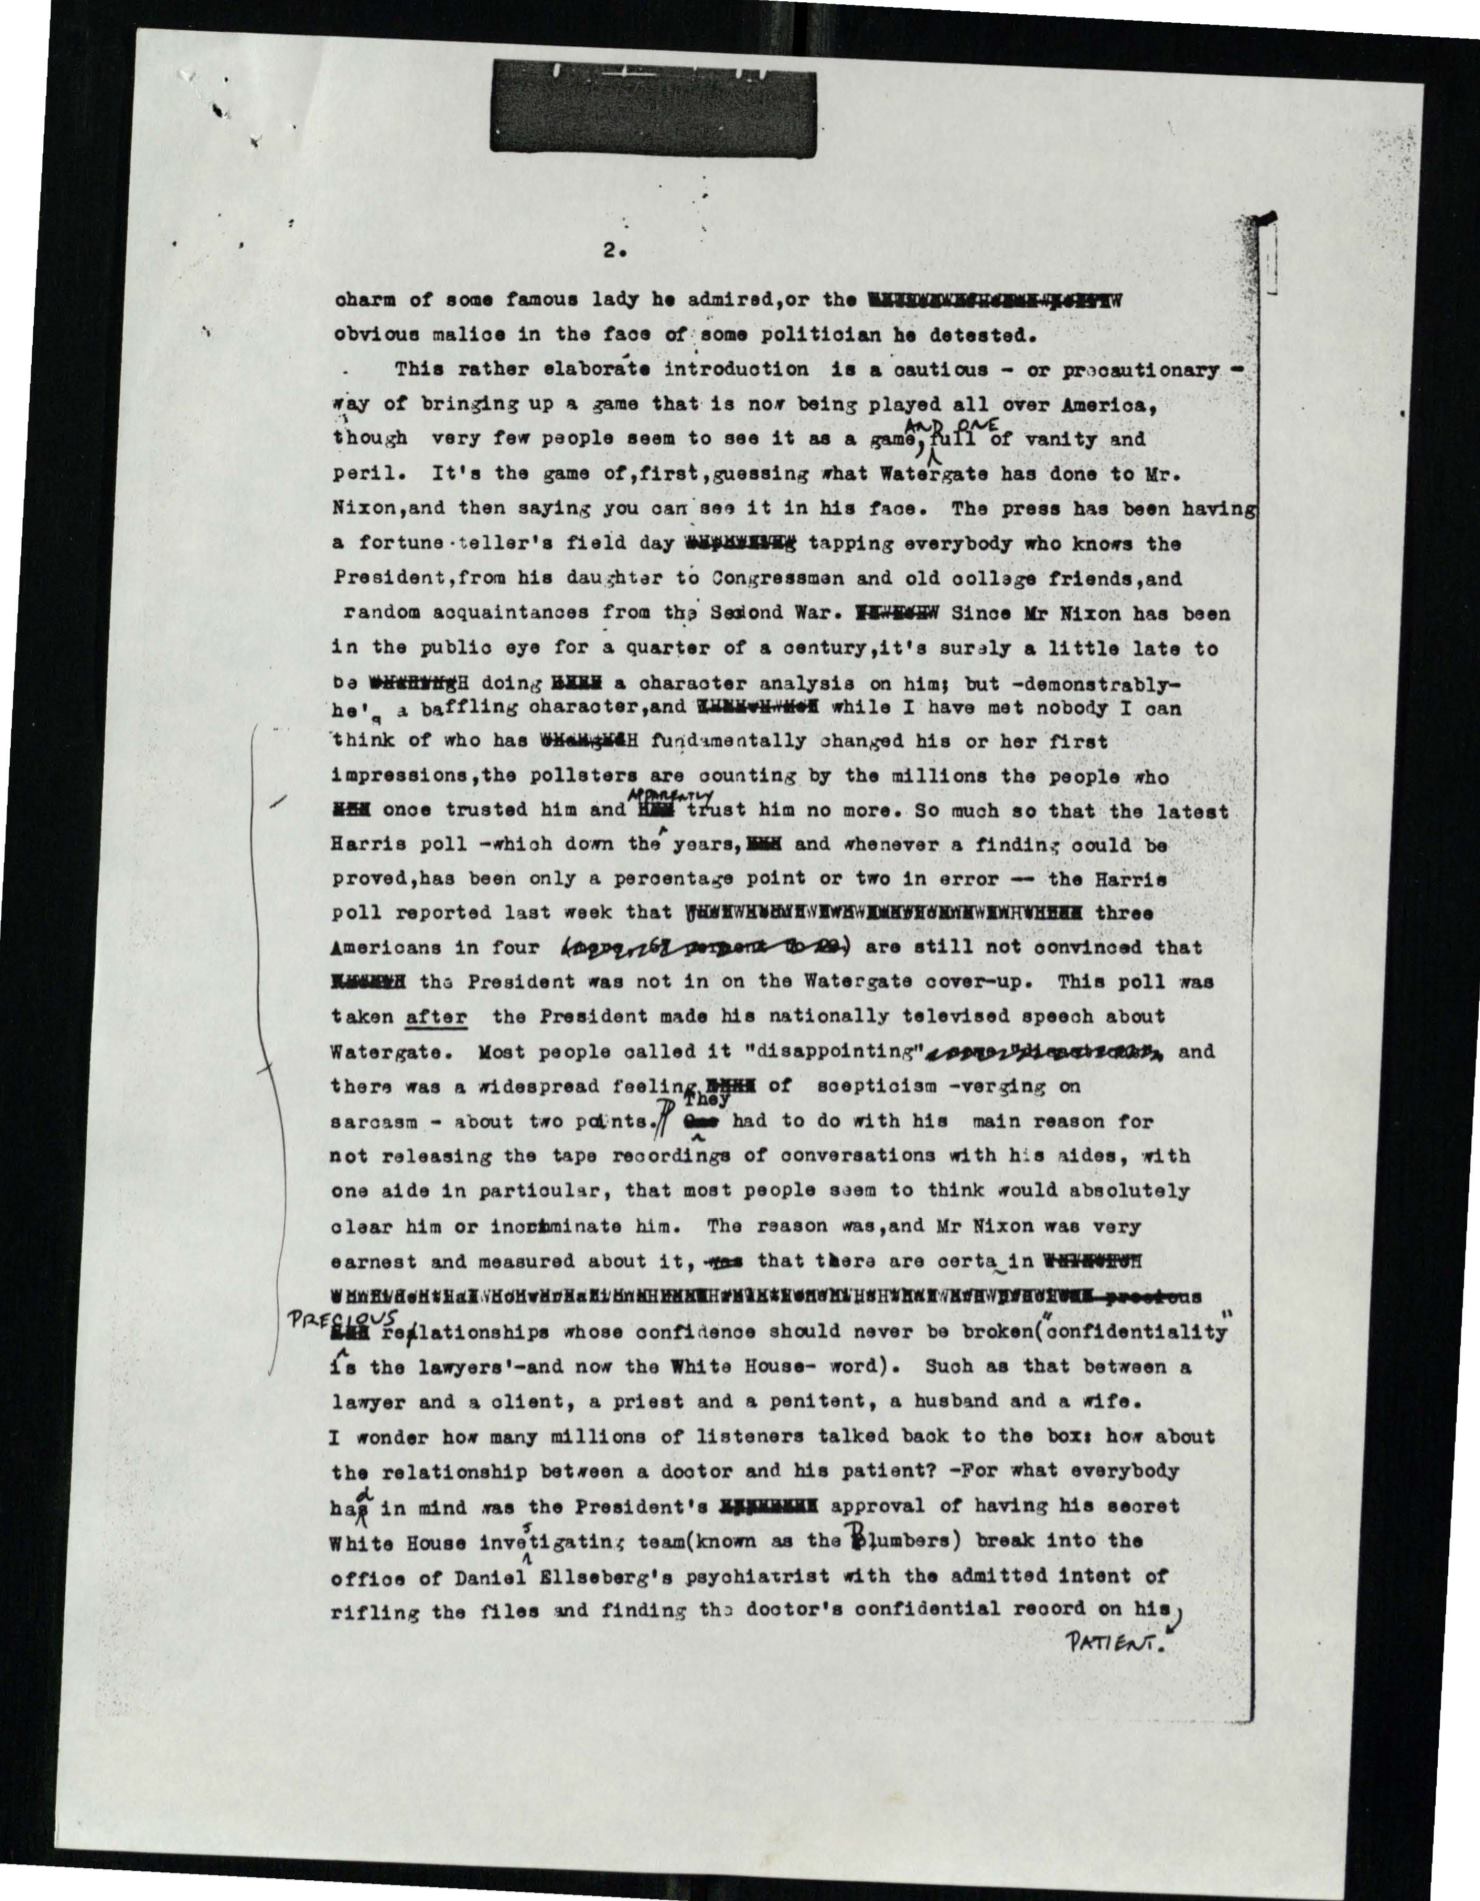 2.
charm of some famous lady he admired,or the
obvious malice in the face of some politician he detested.
This rather elaborate introduction is a cautious - or precautionary -
way of bringing up a game that is now being played all over America,
AND ONE
though very few people seem to see it as a game, full of vanity and
peril. It's the game of,first,guessing what Watergate has done to Mr.
Nixon,and then saying you can see it in his face. The press has been having
a fortune-teller's field day tapping everybody who knows the
President,from his daughter to Congressmen and old college friends,and
random acquaintances from the Second War. Since Mr Nixon has been
in the public eye for a quarter of a century,it's surely a little late to
be doing a character analysis on him; but -demonstrably-
he's a baffling character,and while I have met nobody I can
think of who has fundamentally changed his or her first
impressions,the pollsters are counting by the millions the people who
APPARENTLY
once trusted him and trust him no more. So much so that the latest
Harris poll -which down the years, and whenever a finding could be
proved,has been only a percentage point or two in error -- the Harris
poll reported last week that three
Americans in four are still not convinced that
the President was not in on the Watergate cover-up. This poll was
taken after the President made his nationally televised speech about
Watergate. Most people called it "disappointing" and
there was a widespread feeling of scepticism -verging on
They
sarcasm - about two points. had to do with his main reason for
not releasing the tape recordings of conversations with his aides, with
one aide in particular, that most people seem to think would absolutely
clear him or incriminate him. The reason was,and Mr Nixon was very
earnest and measured about it, that there are certain
PRECIOUS
relationships whose confidence should never be broken("confidentiality"
is the lawyers'-and now the White House- word). Such as that between a
lawyer and a client, a priest and a penitent, a husband and a wife.
I wonder how many millions of listeners talked back to the box: how about
the relationship between a doctor and his patient? -For what everybody
had in mind was the President's approval of having his secret
White House investigating team(known as the Plumbers) break into the
office of Daniel Ellseberg's psychiatrist with the admitted intent of
rifling the files and finding the doctor's confidential record on his
PATIENT.